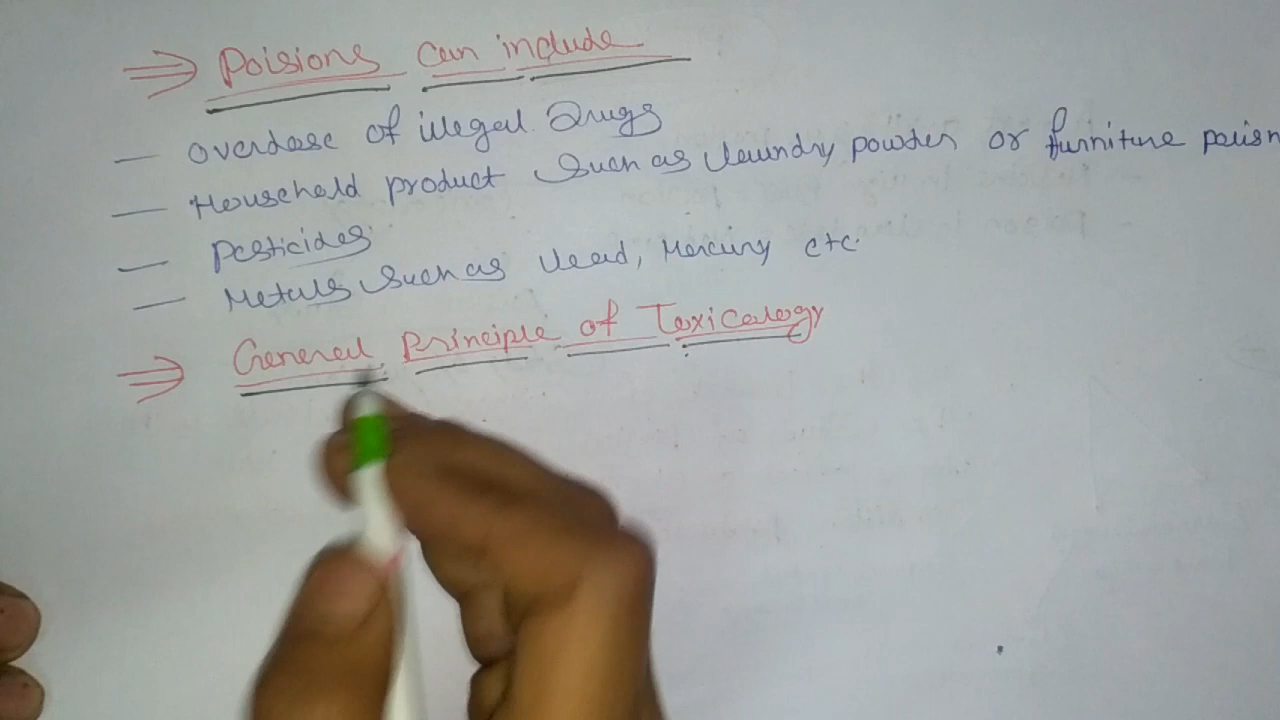 ⇒ Poisions can include
— overdose of illegal Drugs
— Household product such as laundry powder or furniture polish
— Pesticides
— Metals such as lead, Mercury etc.
⇒ General Principle of Toxicology